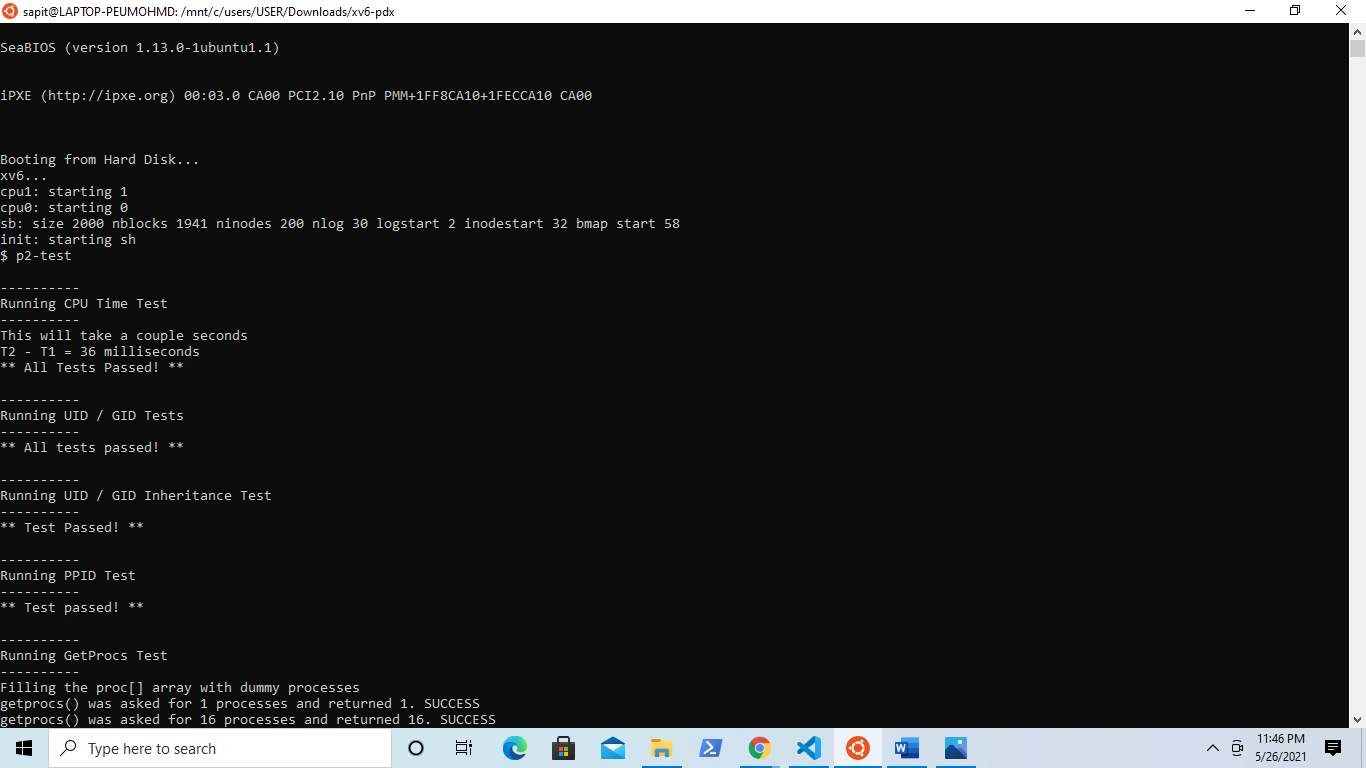 sapit@LAPTOP-PEUMOHMD: /mnt/c/users/USER/Downloads/xv6-pdx
SeaBIOS (version 1.13.0-1ubuntu1.1)
iPXE (http://ipxe.org) 00:03.0 CA00 PCI2.10 PnP PMM+1FF8CA10+1FECCA10 CA00
Booting from Hard Disk...
xv6...
cpu1: starting 1
cpu0: starting 0
sb: size 2000 nblocks 1941 ninodes 200 nlog 30 logstart 2 inodestart 32 bmap start 58
init: starting sh
$ p2-test
----------
Running CPU Time Test
----------
This will take a couple seconds
T2 - T1 = 36 milliseconds
** All Tests Passed! **
----------
Running UID / GID Tests
----------
** All tests passed! **
----------
Running UID / GID Inheritance Test
----------
** Test Passed! **
----------
Running PPID Test
----------
** Test passed! **
----------
Running GetProcs Test
----------
Filling the proc[] array with dummy processes
getprocs() was asked for 1 processes and returned 1. SUCCESS
getprocs() was asked for 16 processes and returned 16. SUCCESS
Type here to search
11:46 PM
5/26/2021